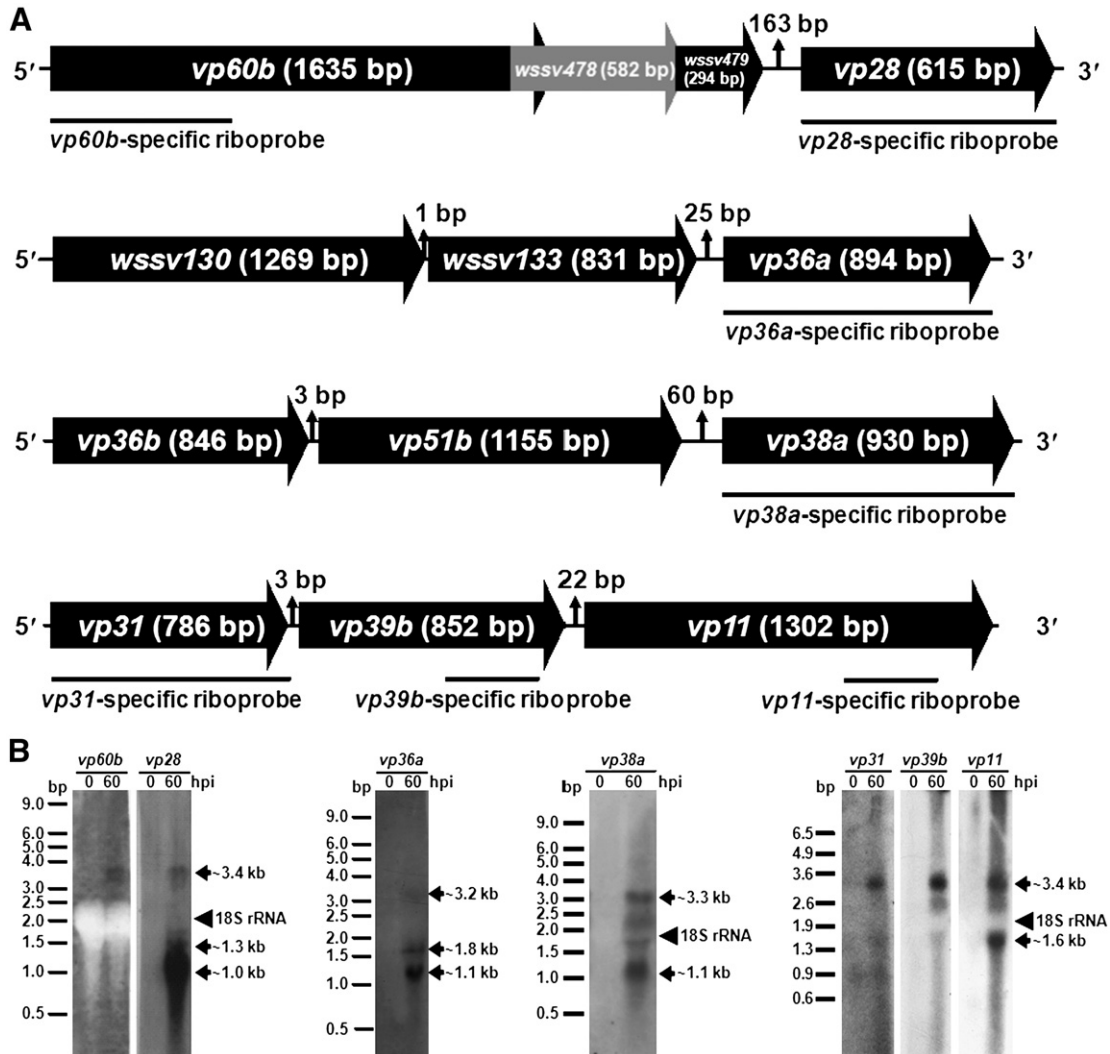 A
163 bp
5′ vp60b (1635 bp) wssv478 (582 bp) wssv479 (294 bp) vp28 (615 bp) 3′
vp60b-specific riboprobe vp28-specific riboprobe
1 bp 25 bp
5′ wssv130 (1269 bp) wssv133 (831 bp) vp36a (894 bp) 3′
vp36a-specific riboprobe
3 bp 60 bp
5′ vp36b (846 bp) vp51b (1155 bp) vp38a (930 bp) 3′
vp38a-specific riboprobe
3 bp 22 bp
5′ vp31 (786 bp) vp39b (852 bp) vp11 (1302 bp) 3′
vp31-specific riboprobe vp39b-specific riboprobe vp11-specific riboprobe
B
vp60b vp28
bp 0 60 0 60 hpi
9.0
6.0
5.0
4.0
3.0
2.5
2.0
1.5
1.0
0.5
~3.4 kb
18S rRNA
~1.3 kb
~1.0 kb
vp36a
bp 0 60 hpi
9.0
6.0
5.0
4.0
3.0
2.5
2.0
1.5
1.0
0.5
~3.2 kb
~1.8 kb
~1.1 kb
vp38a
bp 0 60 hpi
9.0
6.0
5.0
4.0
3.0
2.5
2.0
1.5
1.0
0.5
~3.3 kb
18S rRNA
~1.1 kb
vp31 vp39b vp11
bp 0 60 0 60 0 60 hpi
6.5
4.9
3.6
2.6
1.9
1.3
0.9
0.6
~3.4 kb
18S rRNA
~1.6 kb